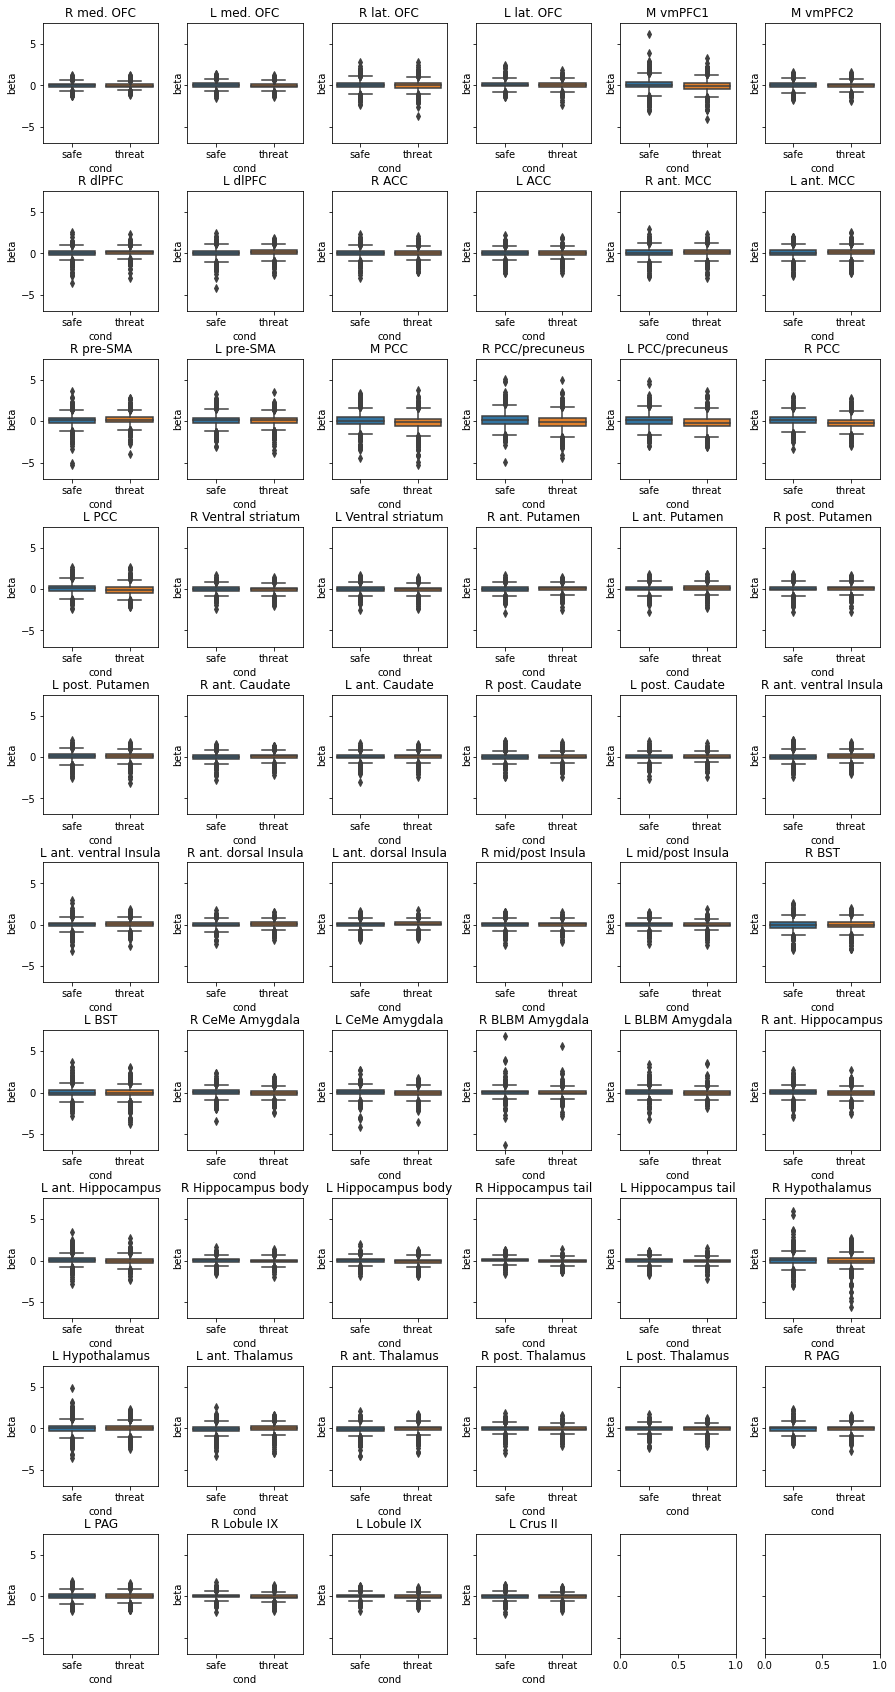 R med. OFC L med. OFC R lat. OFC L lat. OFC M vmPFC1 M vmPFC2
5
0
−5
beta beta beta beta beta beta
safe threat safe threat safe threat safe threat safe threat safe threat
cond cond cond cond cond cond
R dlPFC L dlPFC R ACC L ACC R ant. MCC L ant. MCC
5
0
−5
beta beta beta beta beta beta
safe threat safe threat safe threat safe threat safe threat safe threat
cond cond cond cond cond cond
R pre-SMA L pre-SMA M PCC R PCC/precuneus L PCC/precuneus R PCC
5
0
−5
beta beta beta beta beta beta
safe threat safe threat safe threat safe threat safe threat safe threat
cond cond cond cond cond cond
L PCC R Ventral striatum L Ventral striatum R ant. Putamen L ant. Putamen R post. Putamen
5
0
−5
beta beta beta beta beta beta
safe threat safe threat safe threat safe threat safe threat safe threat
cond cond cond cond cond cond
L post. Putamen R ant. Caudate L ant. Caudate R post. Caudate L post. Caudate R ant. ventral Insula
5
0
−5
beta beta beta beta beta beta
safe threat safe threat safe threat safe threat safe threat safe threat
cond cond cond cond cond cond
L ant. ventral Insula R ant. dorsal Insula L ant. dorsal Insula R mid/post Insula L mid/post Insula R BST
5
0
−5
beta beta beta beta beta beta
safe threat safe threat safe threat safe threat safe threat safe threat
cond cond cond cond cond cond
L BST R CeMe Amygdala L CeMe Amygdala R BLBM Amygdala L BLBM Amygdala R ant. Hippocampus
5
0
−5
beta beta beta beta beta beta
safe threat safe threat safe threat safe threat safe threat safe threat
cond cond cond cond cond cond
L ant. Hippocampus R Hippocampus body L Hippocampus body R Hippocampus tail L Hippocampus tail R Hypothalamus
5
0
−5
beta beta beta beta beta beta
safe threat safe threat safe threat safe threat safe threat safe threat
cond cond cond cond cond cond
L Hypothalamus L ant. Thalamus R ant. Thalamus R post. Thalamus L post. Thalamus R PAG
5
0
−5
beta beta beta beta beta beta
safe threat safe threat safe threat safe threat safe threat safe threat
cond cond cond cond cond cond
L PAG R Lobule IX L Lobule IX L Crus II
5
0
−5
beta beta beta beta
safe threat safe threat safe threat safe threat 0.0 0.5 1.0 0.0 0.5 1.0
cond cond cond cond